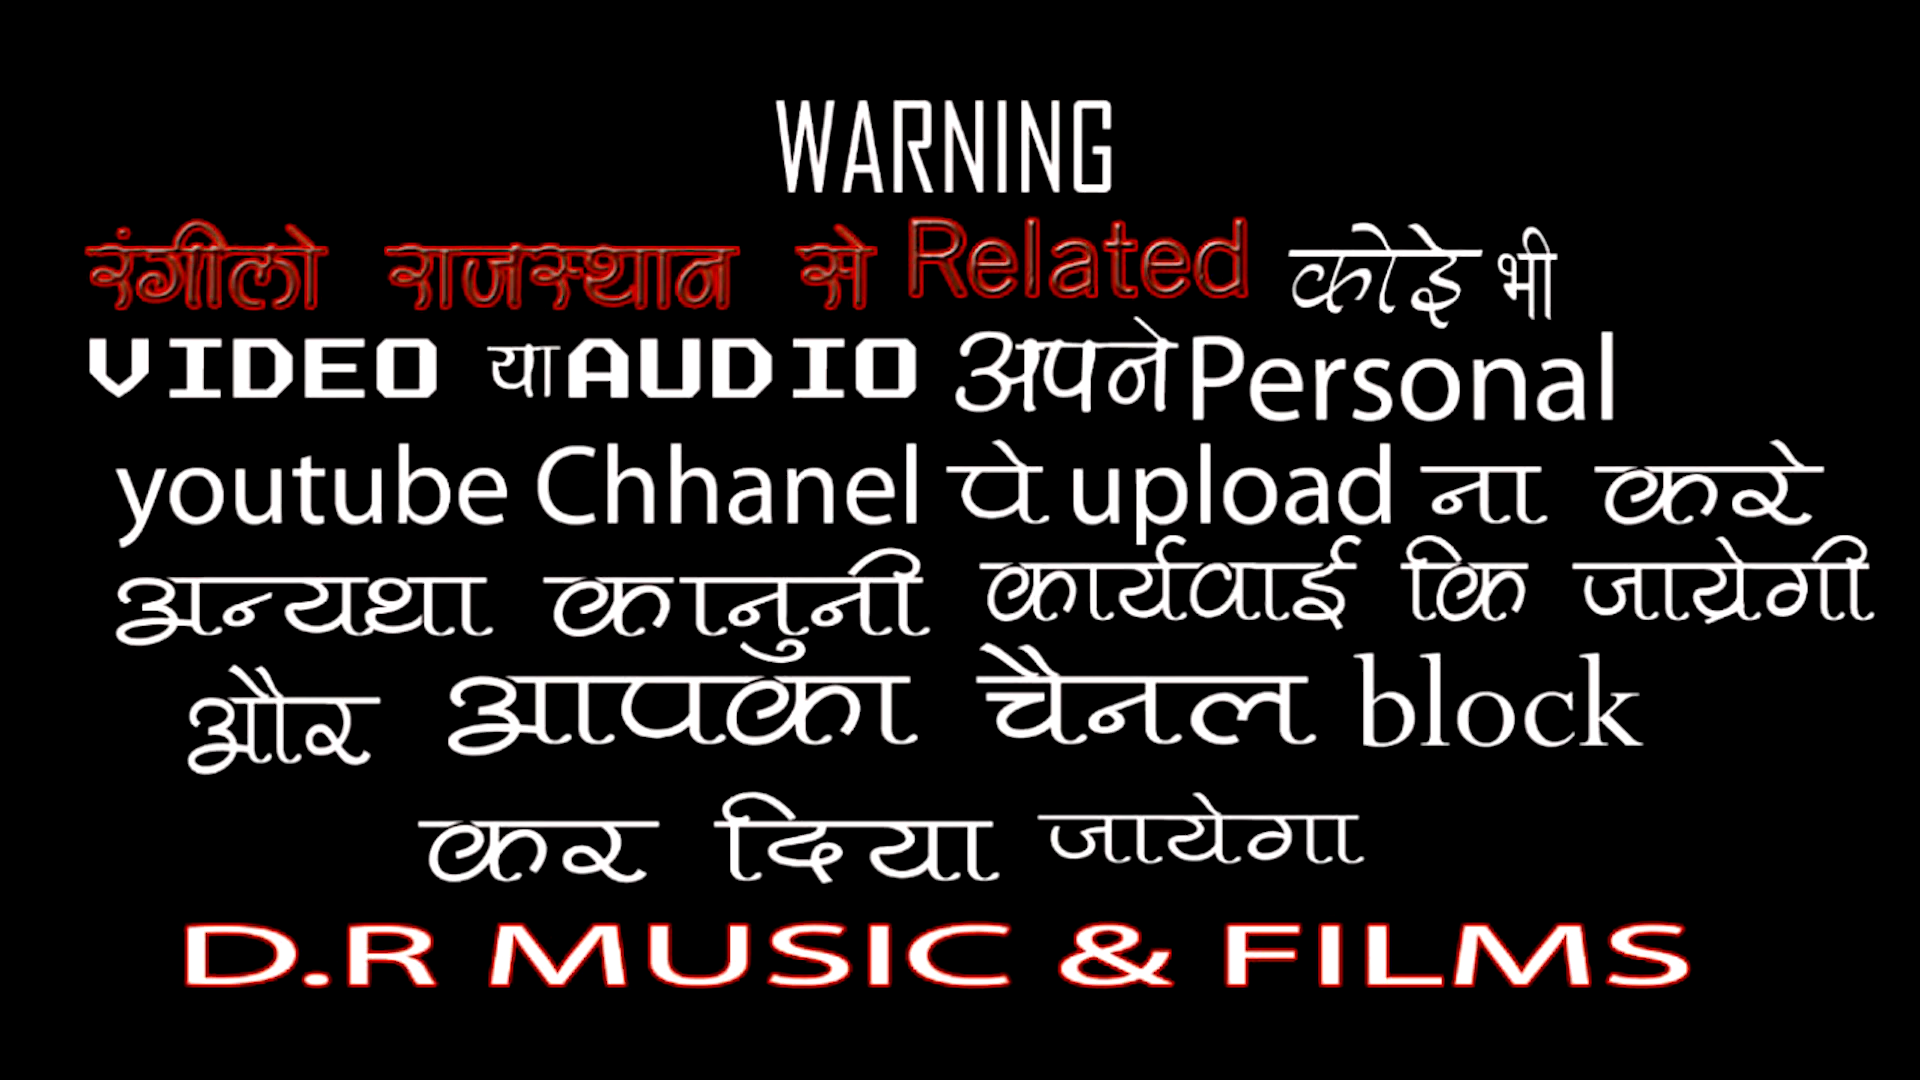 WARNING
रंगीलो राजस्थान से Related कोई भी
VIDEO या AUDIO अपने Personal
youtube Chhanel पे upload ना करे
अन्यथा कानुनी कार्यवाई कि जायेगी
और आपका चैनल block
कर दिया जायेगा
D.R MUSIC & FILMS